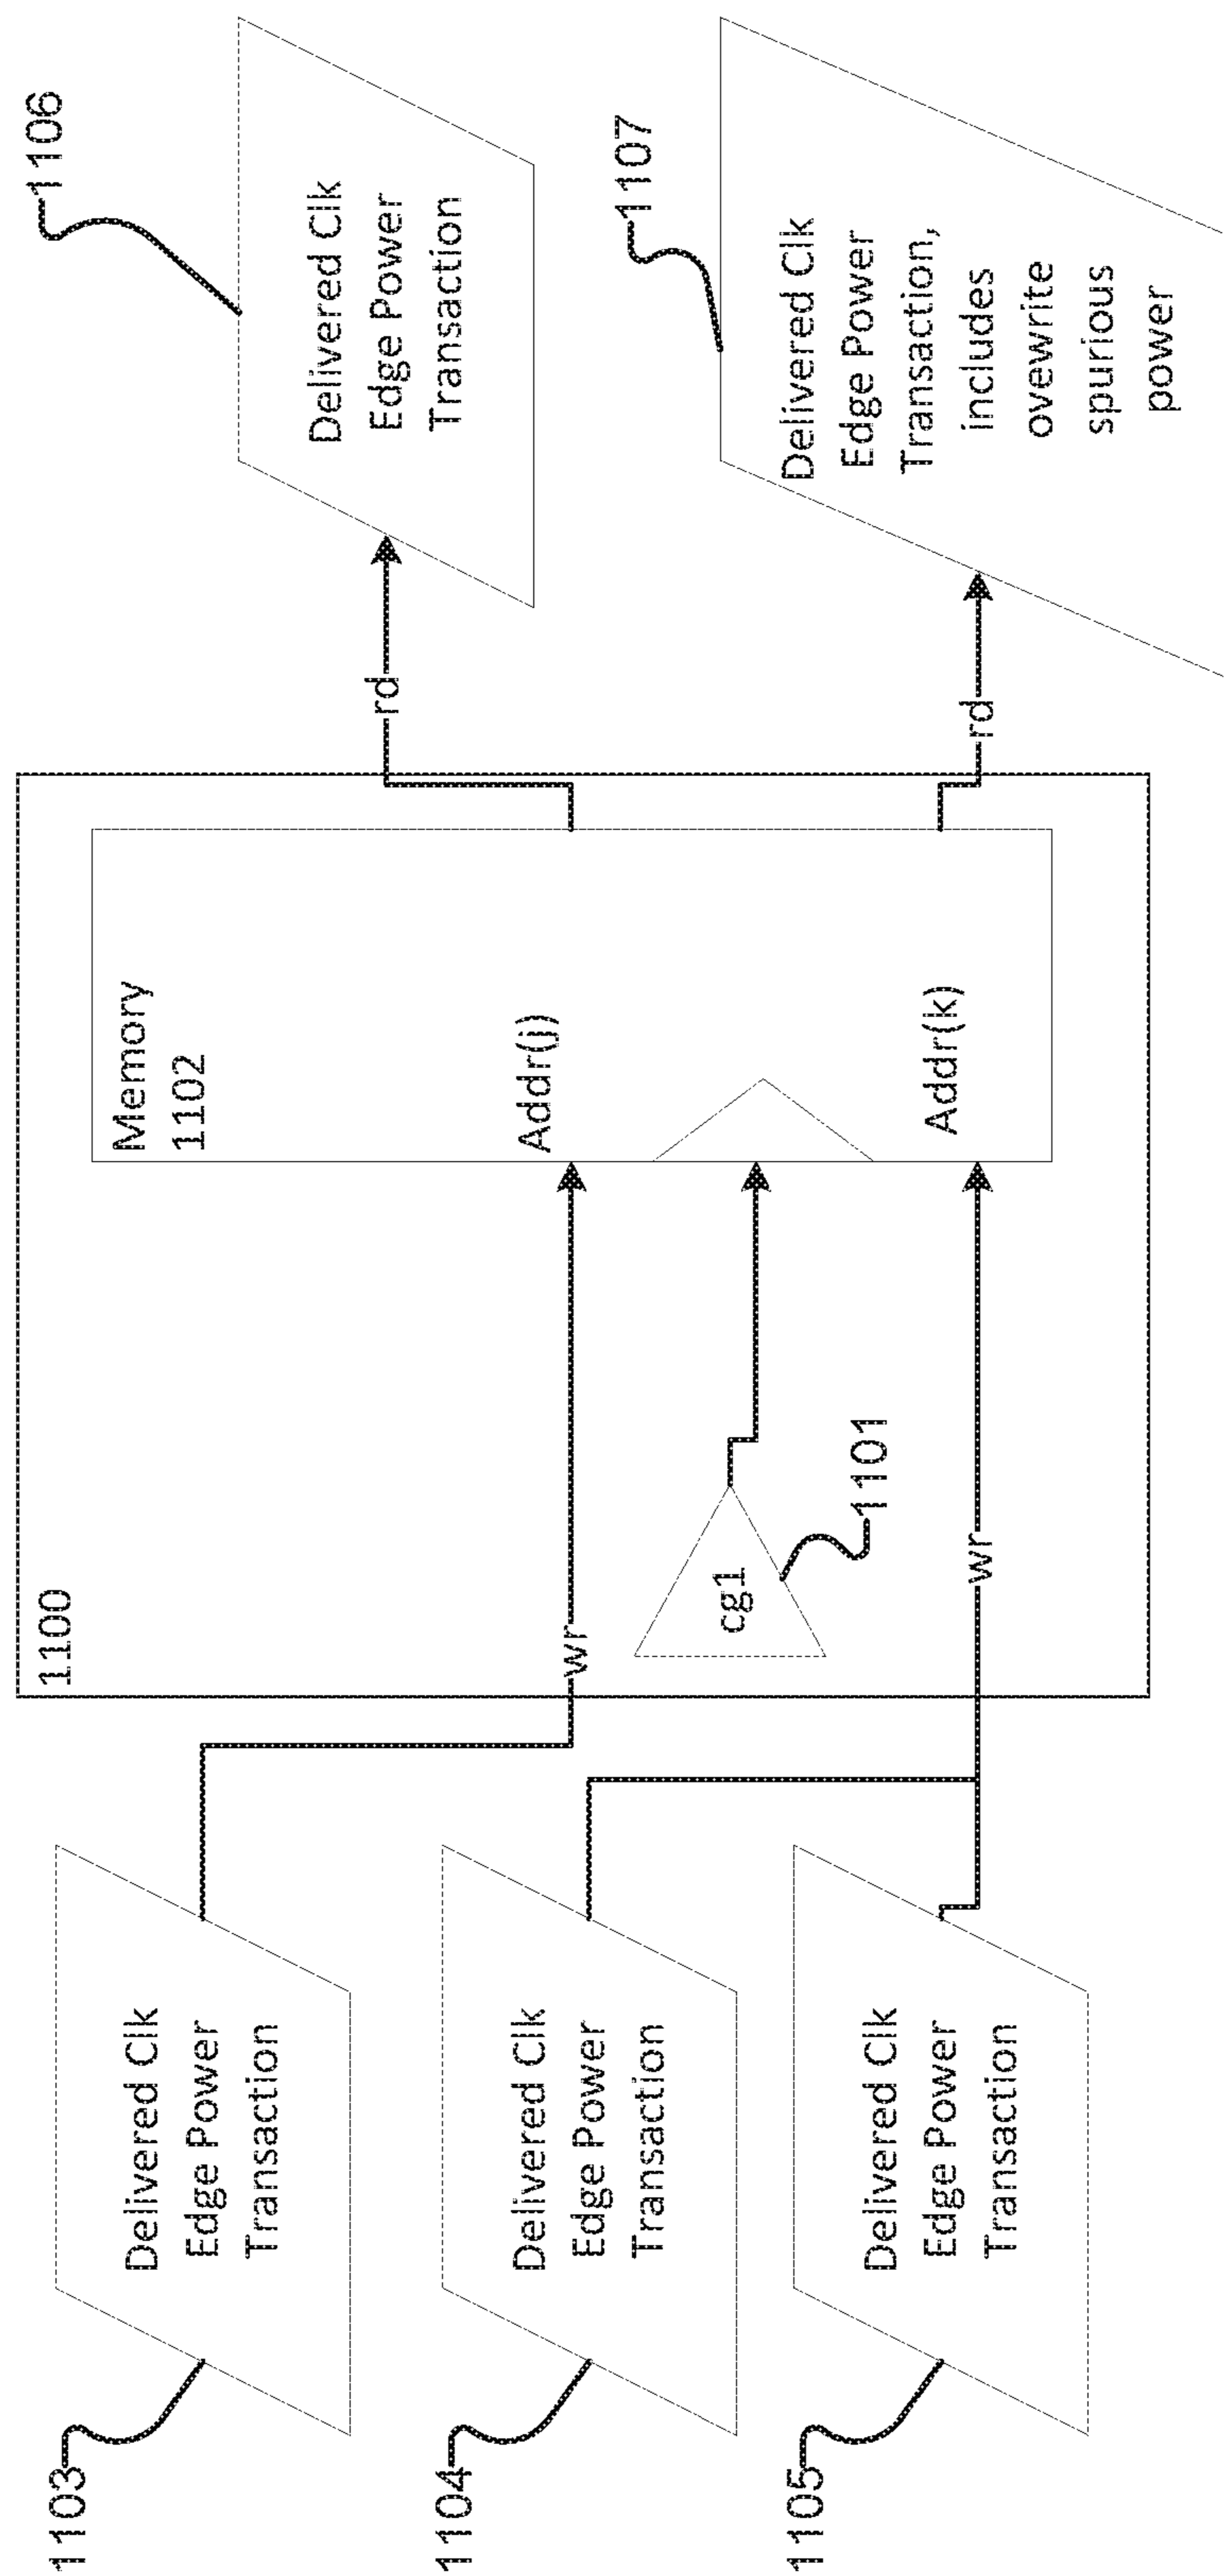 1103
Delivered Clk
Edge Power
Transaction
1104
Delivered Clk
Edge Power
Transaction
1105
Delivered Clk
Edge Power
Transaction
1100
wr
cg1
1101
wr
Memory
1102
Addr(j)
Addr(k)
rd
rd
1106
Delivered Clk
Edge Power
Transaction
1107
Delivered Clk
Edge Power
Transaction,
includes
ovewrite
spurious
power